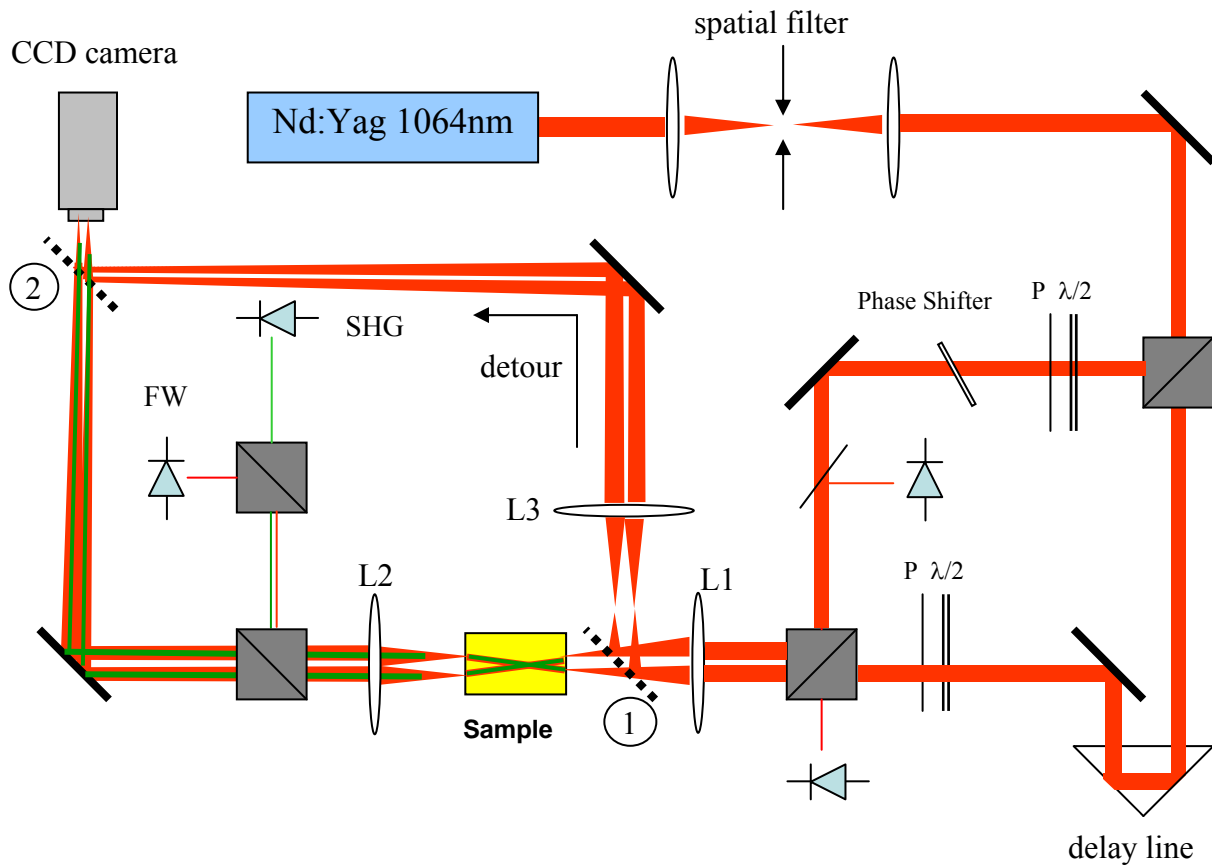 spatial filter
CCD camera
Nd:Yag 1064nm
2
SHG
detour
FW
Phase Shifter
P λ/2
L3
L2
L1
P λ/2
Sample
1
delay line